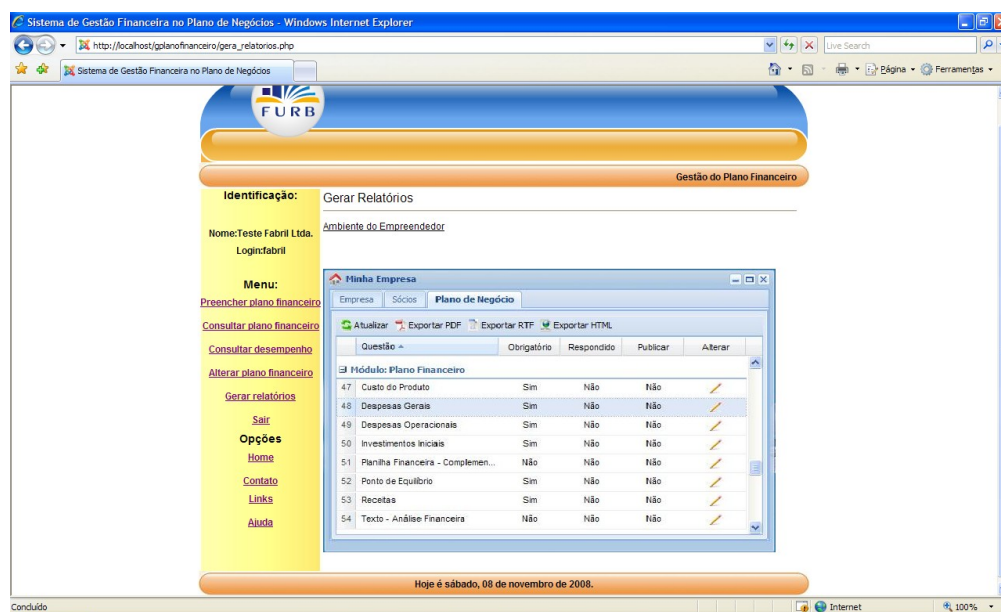 Sistema de Gestão Financeira no Plano de Negócios - Windows Internet Explorer
http://localhost/gplanofinanceiro/gera_relatorios.php
Live Search
Sistema de Gestão Financeira no Plano de Negócios
Página
Ferramentas
FURB
Gestão do Plano Financeiro
Identificação:
Nome:Teste Fabril Ltda.
Login:fabril
Menu:
Preencher plano financeiro
Consultar plano financeiro
Consultar desempenho
Alterar plano financeiro
Gerar relatórios
Sair
Opções
Home
Contato
Links
Ajuda
Gerar Relatórios
Ambiente do Empreendedor
Minha Empresa
Empresa Sócios Plano de Negócio
Atualizar Exportar PDF Exportar RTF Exportar HTML
Questão Obrigatório Respondido Publicar Alterar
Módulo: Plano Financeiro
47 Custo do Produto Sim Não Não
48 Despesas Gerais Sim Não Não
49 Despesas Operacionais Sim Não Não
50 Investimentos Iniciais Sim Não Não
51 Planilha Financeira - Complemen... Não Não Não
52 Ponto de Equilíbrio Sim Não Não
53 Receitas Sim Não Não
54 Texto - Análise Financeira Não Não Não
Hoje é sábado, 08 de novembro de 2008.
Concluído
Internet
100%